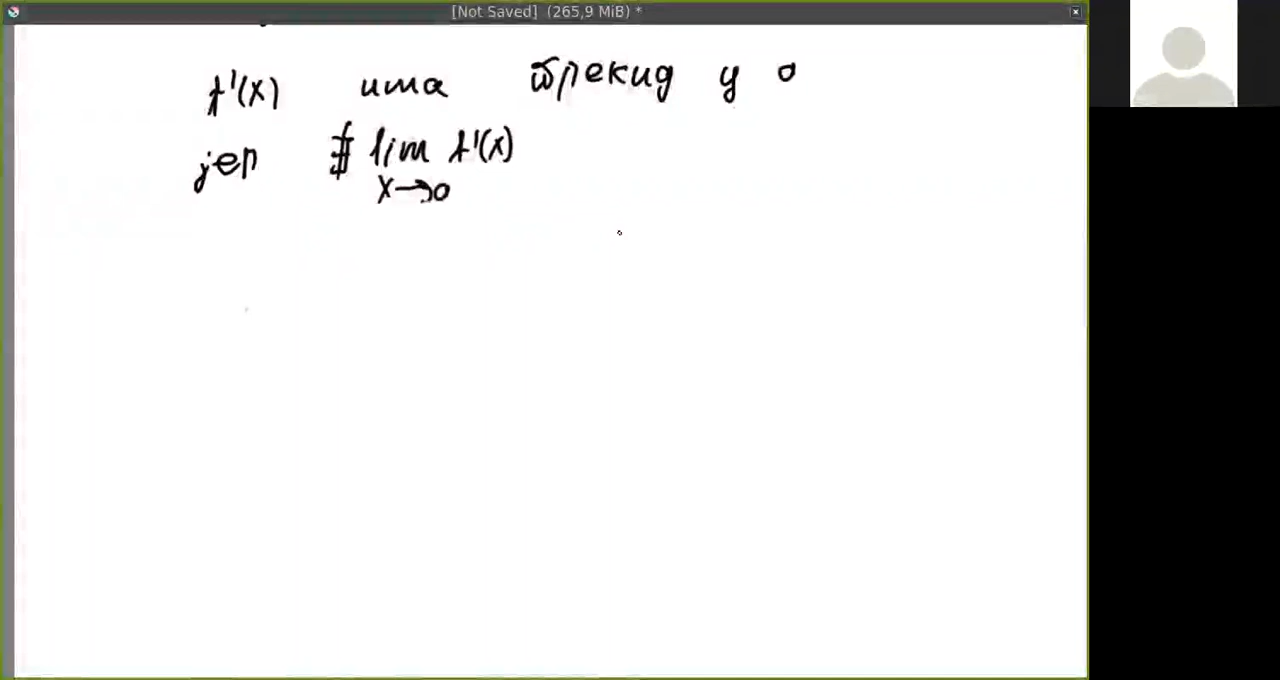 [Not Saved] (265,9 MiB) *
f'(x) има прекид у 0
јер ∄ lim f'(x)
x→0